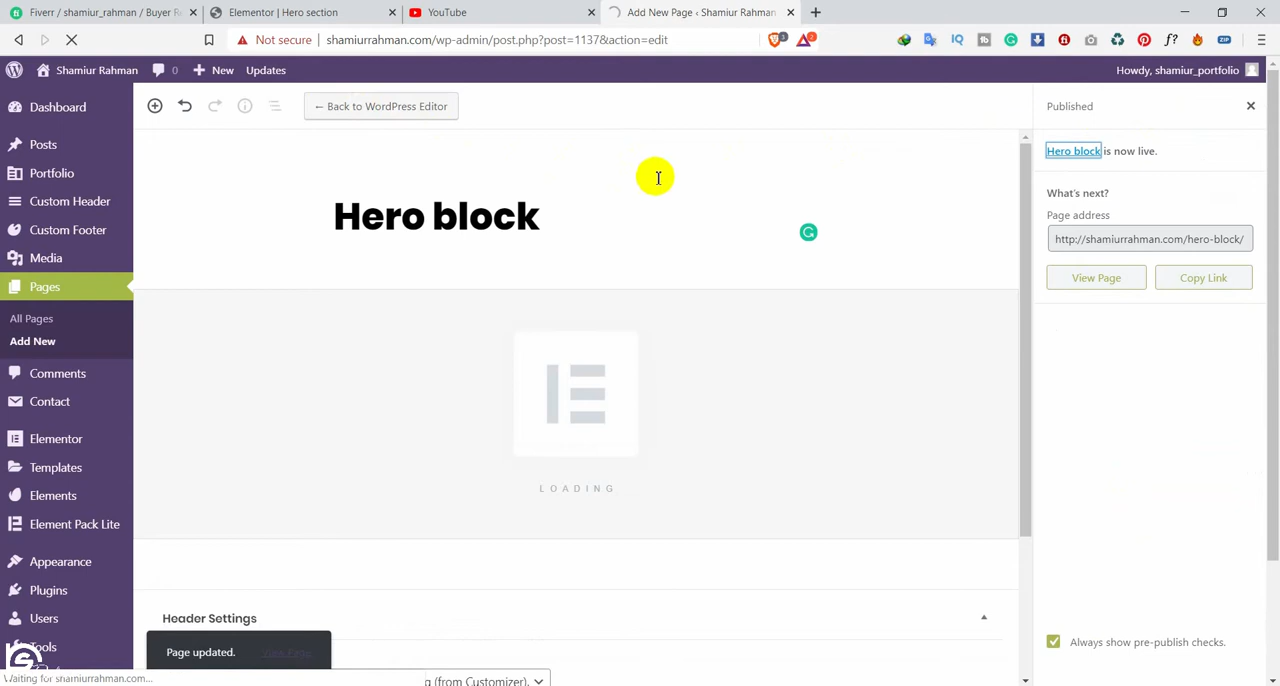 Fiverr / shamiur_rahman / Buyer R
Elementor | Hero section
YouTube
Add New Page ‹ Shamiur Rahman
Not secure
shamiurrahman.com/wp-admin/post.php?post=1137&action=edit
Shamiur Rahman
0
New
Updates
Howdy, shamiur_portfolio
Dashboard
Posts
Portfolio
Custom Header
Custom Footer
Media
Pages
All Pages
Add New
Comments
Contact
Elementor
Templates
Elements
Element Pack Lite
Appearance
Plugins
Users
Tools
← Back to WordPress Editor
Hero block
LOADING
Header Settings
Page updated.
View Page
(from Customizer).
Waiting for shamiurrahman.com...
Published
Hero block is now live.
What's next?
Page address
http://shamiurrahman.com/hero-block/
View Page
Copy Link
Always show pre-publish checks.